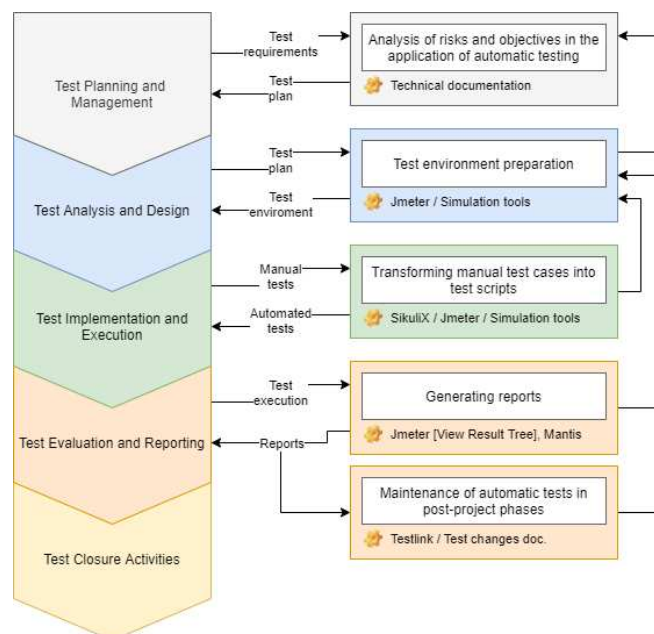 Test Planning and
Management
Test
requirements
Test
plan
Analysis of risks and objectives in the
application of automatic testing
Technical documentation
Test Analysis and Design
Test
plan
Test
enviroment
Test environment preparation
Jmeter / Simulation tools
Test Implementation and
Execution
Manual
tests
Automated
tests
Transforming manual test cases into
test scripts
SikuliX / Jmeter / Simulation tools
Test Evaluation and Reporting
Test
execution
Reports
Generating reports
Jmeter [View Result Tree], Mantis
Maintenance of automatic tests in
post-project phases
Testlink / Test changes doc.
Test Closure Activities